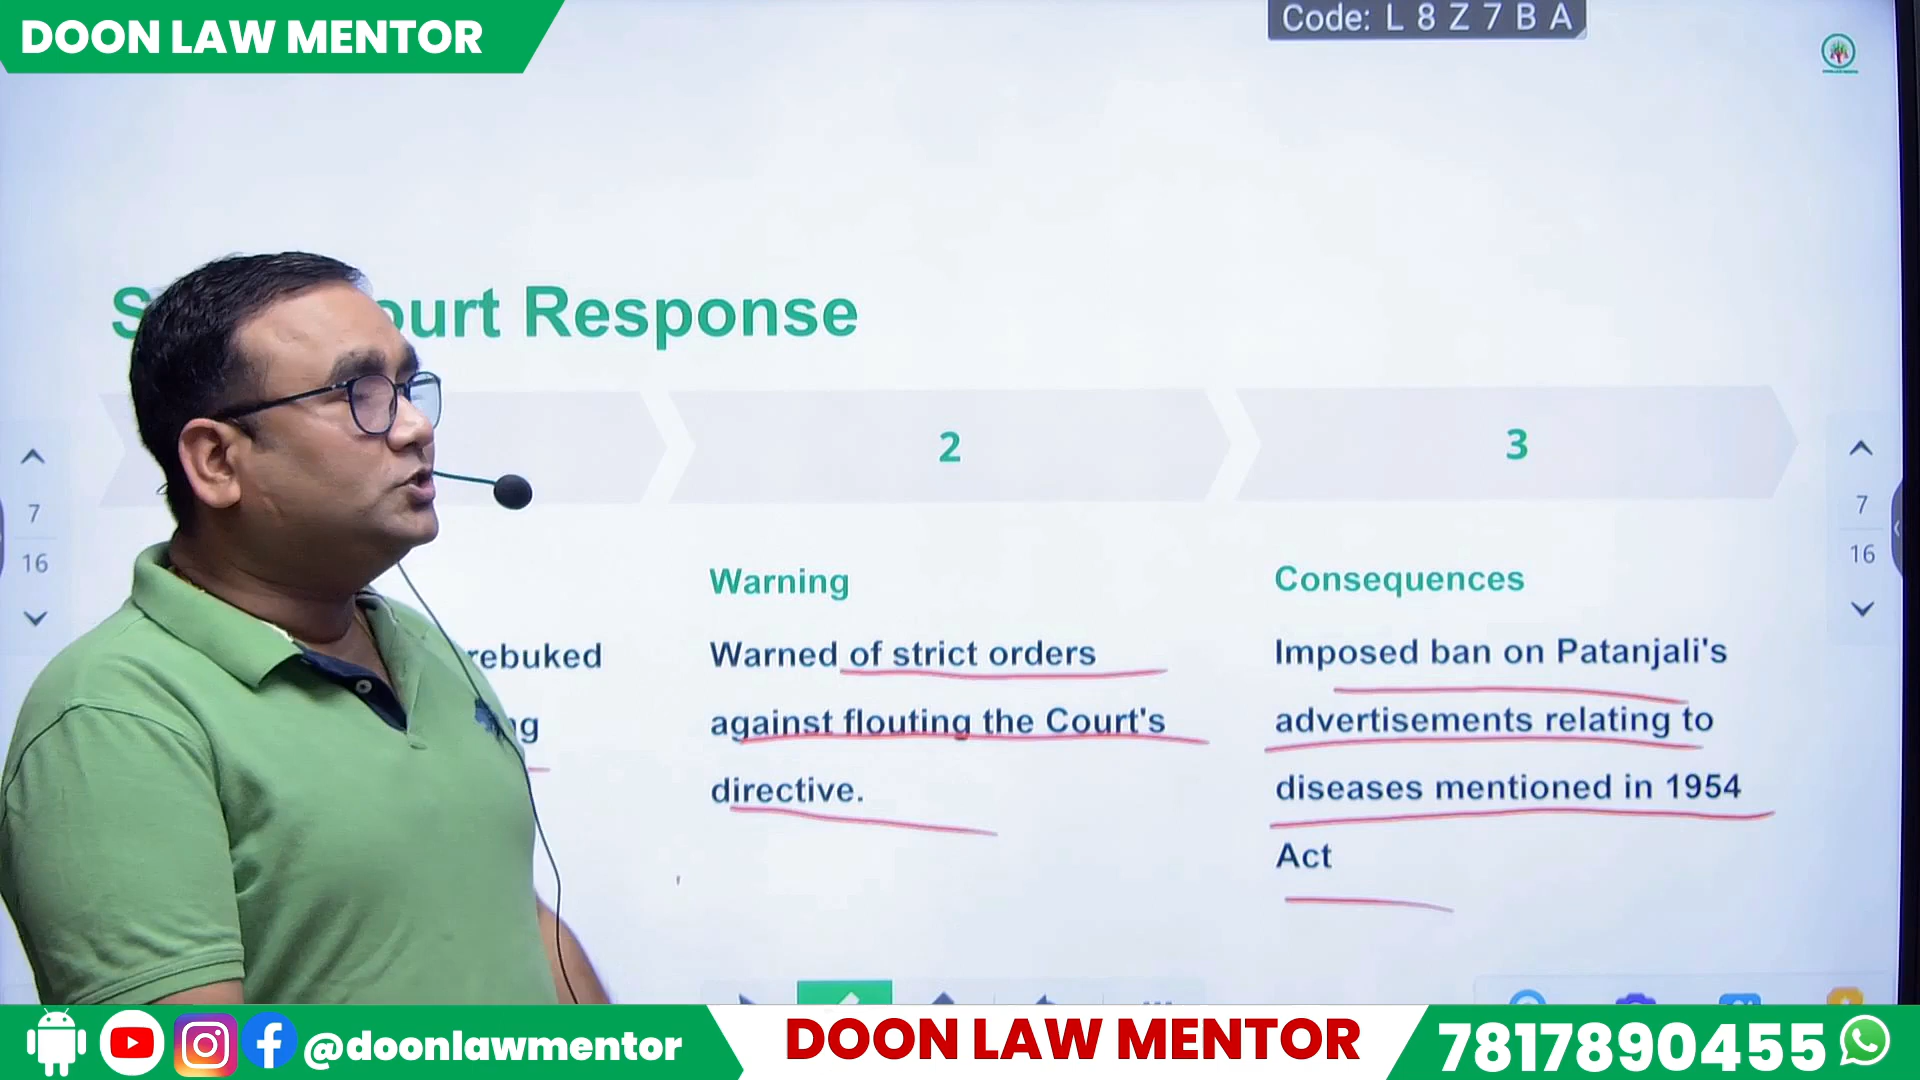 DOON LAW MENTOR
Code: L 8 Z 7 B A
Response
2
3
7
16
7
16
rebuked
Warning
Warned of strict orders
against flouting the Court's
directive.
Consequences
Imposed ban on Patanjali's
advertisements relating to
diseases mentioned in 1954
Act
@doonlawmentor
DOON LAW MENTOR
7817890455